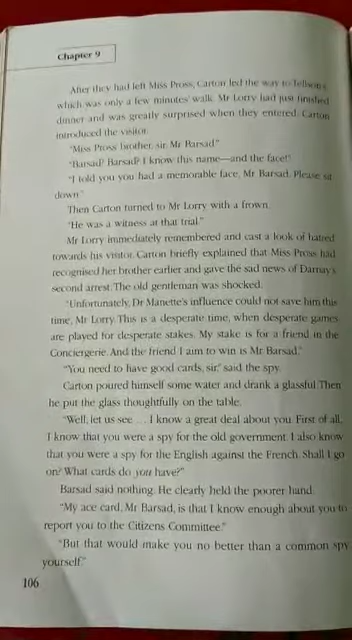 Chapter 9
After they had left Miss Pross, Carton led the way to Tellson's
which was only a few minutes' walk. Mr Lorry had just finished
dinner and was greatly surprised when they entered. Carton
introduced the visitor.
"Miss Pross' brother, sir. Mr Barsad."
"Barsad? Barsad? I know this name—and the face!"
"I told you you had a memorable face, Mr Barsad. Please sit
down."
Then Carton turned to Mr Lorry with a frown.
"He was a witness at that trial."
Mr Lorry immediately remembered and cast a look of hatred
towards his visitor. Carton briefly explained that Miss Pross had
recognised her brother earlier and gave the sad news of Darnay's
second arrest. The old gentleman was shocked.
"Unfortunately, Dr Manette's influence could not save him this
time, Mr Lorry. This is a desperate time, when desperate games
are played for desperate stakes. My stake is for a friend in the
Conciergerie. And the friend I aim to win is Mr Barsad."
"You need to have good cards, sir," said the spy.
Carton poured himself some water and drank a glassful. Then
he put the glass thoughtfully on the table.
"Well, let us see ... I know a great deal about you. First of all,
I know that you were a spy for the old government. I also know
that you were a spy for the English against the French. Shall I go
on? What cards do you have?"
Barsad said nothing. He clearly held the poorer hand.
"My ace card, Mr Barsad, is that I know enough about you to
report you to the Citizens Committee."
"But that would make you no better than a common spy
yourself."
106